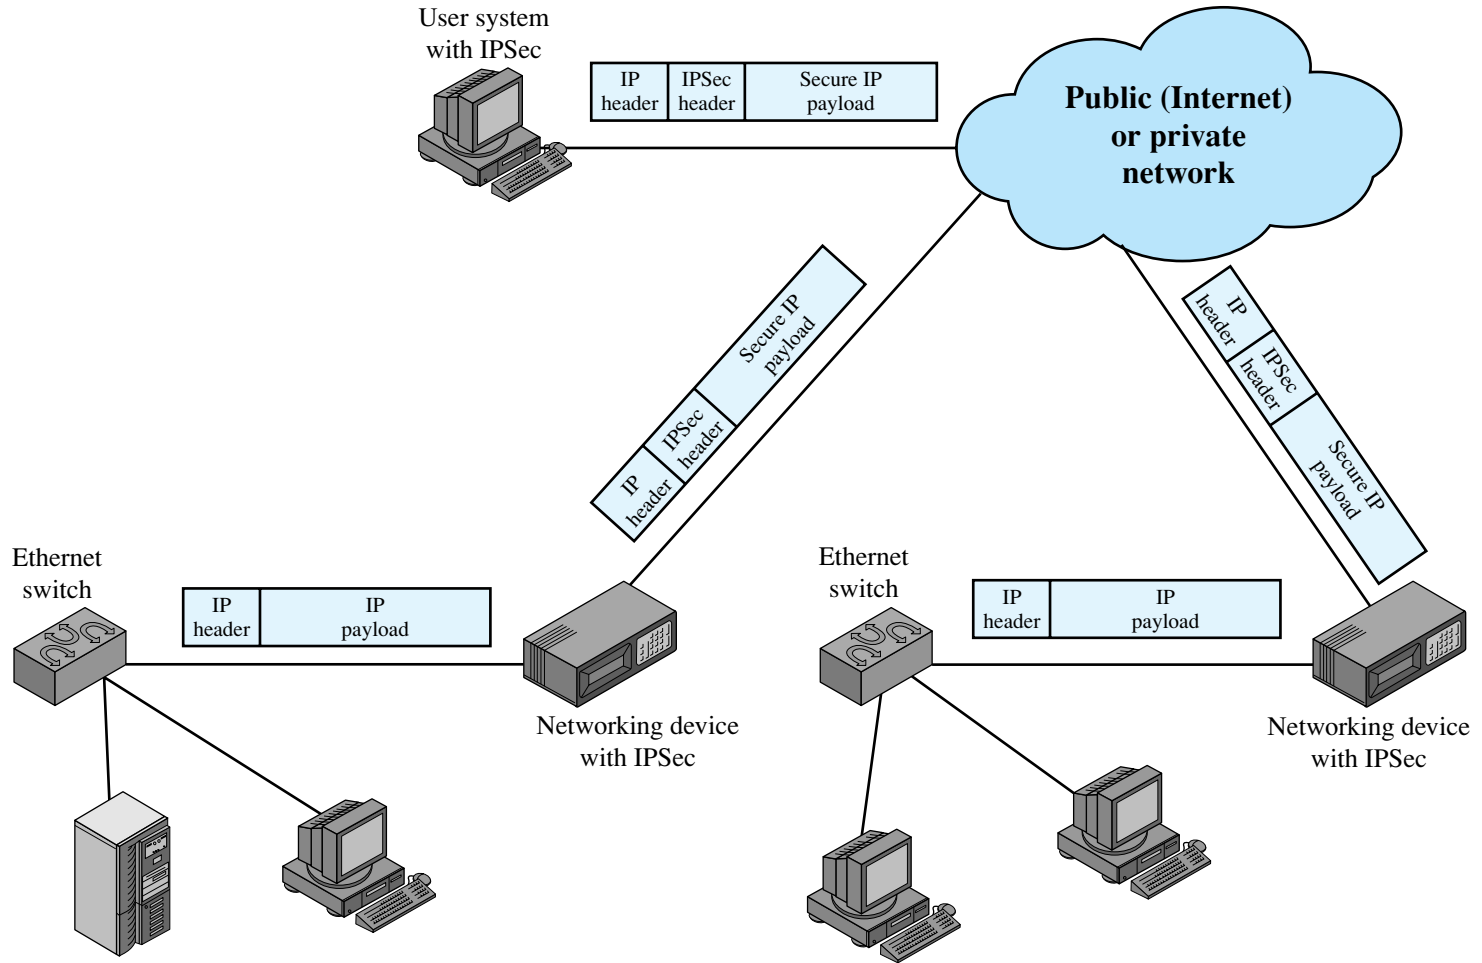 User system
with IPSec
IP
header
IPSec
header
Secure IP
payload
Public (Internet)
or private
network
Secure IP
payload
IPSec
header
IP
header
IP
header
IPSec
header
Secure IP
payload
Ethernet
switch
IP
header
IP
payload
Networking device
with IPSec
Ethernet
switch
IP
header
IP
payload
Networking device
with IPSec